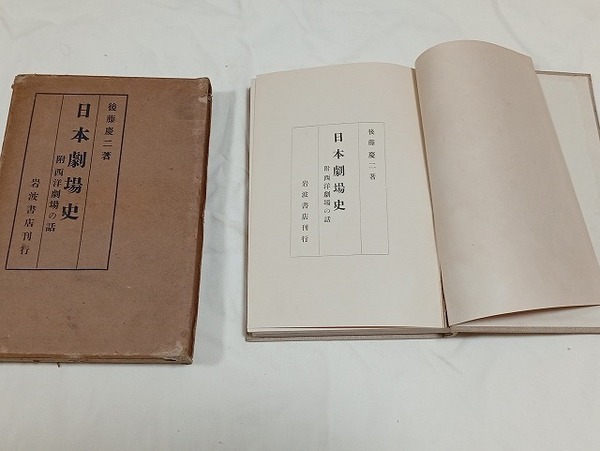 後藤慶二著
日本劇場史
附西洋劇場の話
岩波書店刊行
後藤慶二著
日本劇場史
附西洋劇場の話
岩波書店刊行